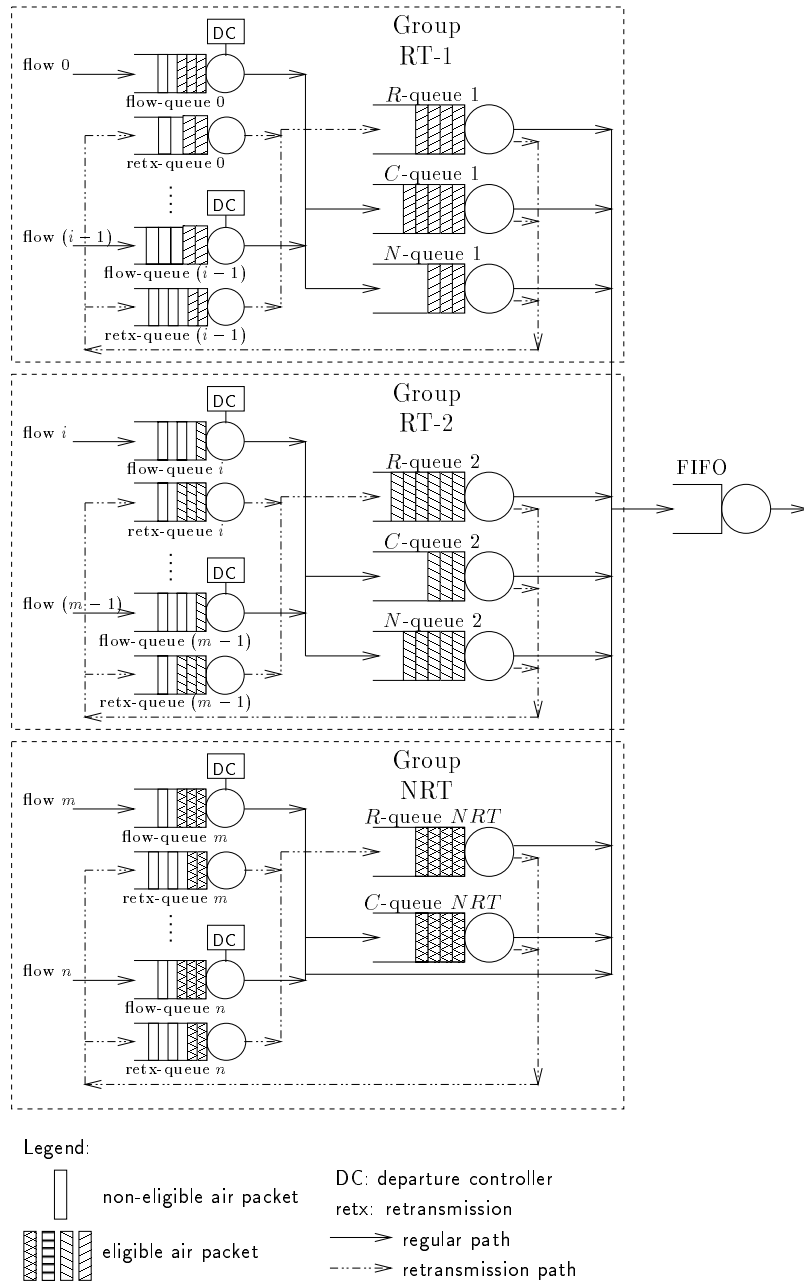 DC
Group
RT-1
flow 0
flow-queue 0
R-queue 1
retx-queue 0
C-queue 1
DC
flow (i − 1)
N-queue 1
flow-queue (i − 1)
retx-queue (i − 1)
DC
Group
RT-2
flow i
flow-queue i
R-queue 2
FIFO
retx-queue i
C-queue 2
DC
flow (m − 1)
N-queue 2
flow-queue (m − 1)
retx-queue (m − 1)
DC
Group
NRT
flow m
R-queue NRT
flow-queue m
retx-queue m
C-queue NRT
DC
flow n
flow-queue n
retx-queue n
Legend:
non-eligible air packet
eligible air packet
DC: departure controller
retx: retransmission
regular path
retransmission path